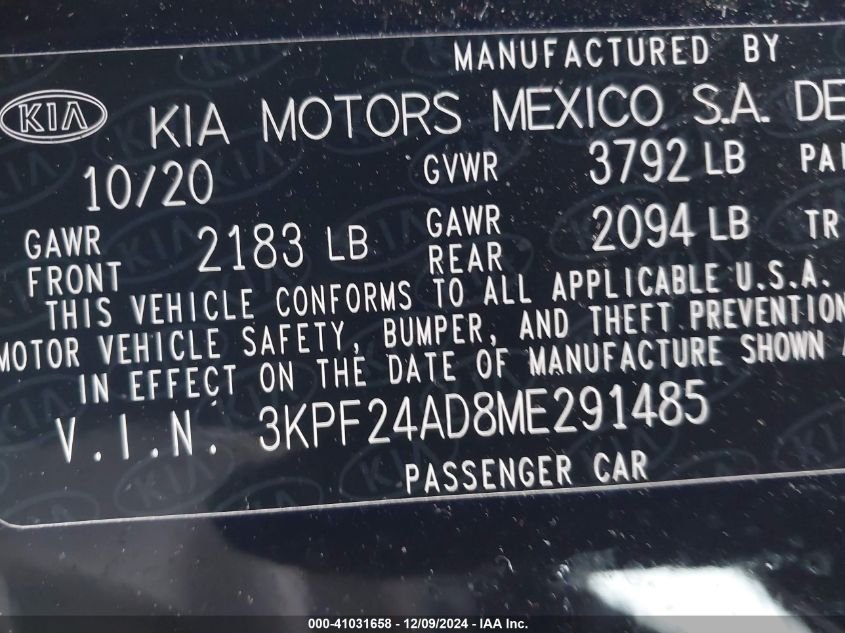 MANUFACTURED BY
KIA KIA MOTORS MEXICO S.A. DE
10/20 GVWR 3792 LB PAI
GAWR FRONT 2183 LB GAWR REAR 2094 LB TR
THIS VEHICLE CONFORMS TO ALL APPLICABLE U.S.A.
MOTOR VEHICLE SAFETY, BUMPER, AND THEFT PREVENTION
IN EFFECT ON THE DATE OF MANUFACTURE SHOWN
V.I.N. 3KPF24AD8ME291485
PASSENGER CAR
000-41031658 - 12/09/2024 - IAA Inc.